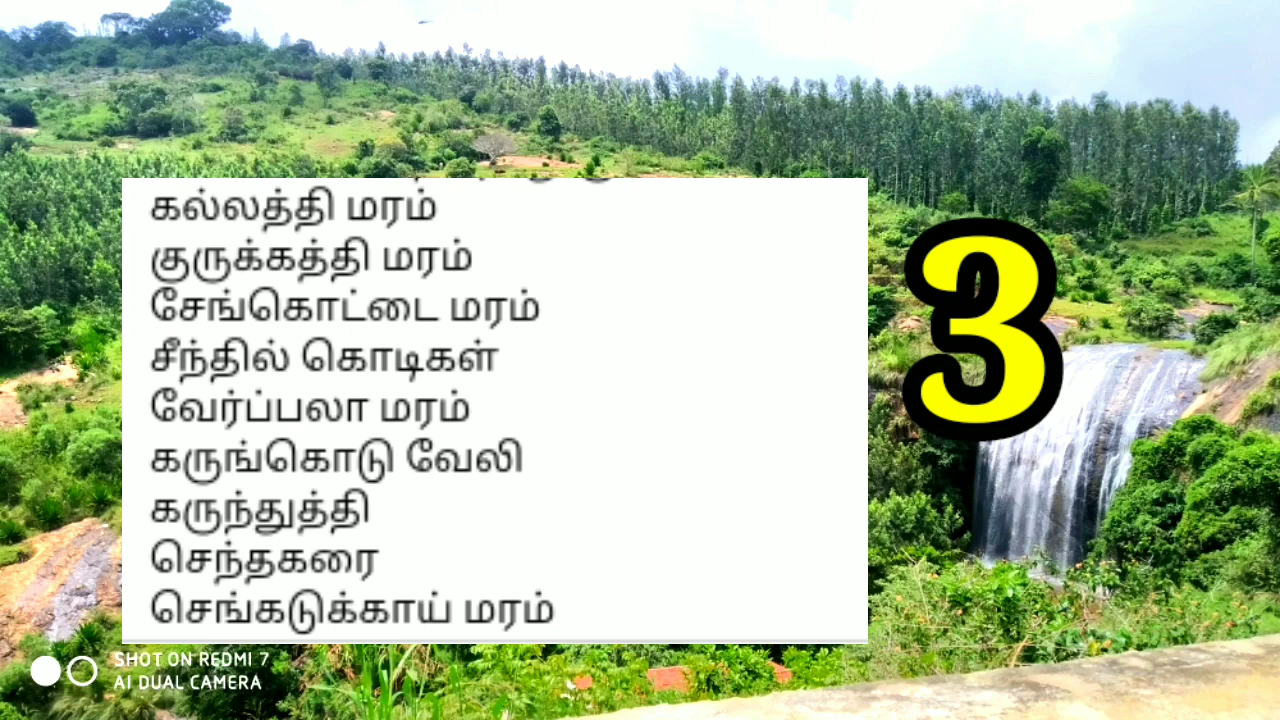 கல்லத்தி மரம்
குருக்கத்தி மரம்
சேங்கொட்டை மரம்
சீந்தில் கொடிகள்
வேர்ப்பலா மரம்
கருங்கொடு வேலி
கருந்துத்தி
செந்தகரை
செங்கடுக்காய் மரம்
3
SHOT ON REDMI 7
AI DUAL CAMERA